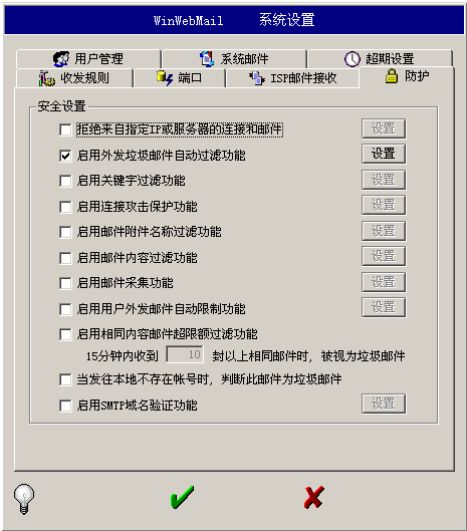 WinWebMail 系统设置
用户管理 系统邮件 超期设置
收发规则 端口 ISP邮件接收 防护
安全设置
拒绝来自指定IP或服务器的连接和邮件 设置
启用外发垃圾邮件自动过滤功能 设置
启用关键字过滤功能 设置
启用连接攻击保护功能 设置
启用邮件附件名称过滤功能 设置
启用邮件内容过滤功能 设置
启用邮件采集功能 设置
启用用户外发邮件自动限制功能 设置
启用相同内容邮件超限额过滤功能
15分钟内收到 10 封以上相同邮件时, 被视为垃圾邮件
当发往本地不存在帐号时, 判断此邮件为垃圾邮件
启用SMTP域名验证功能 设置